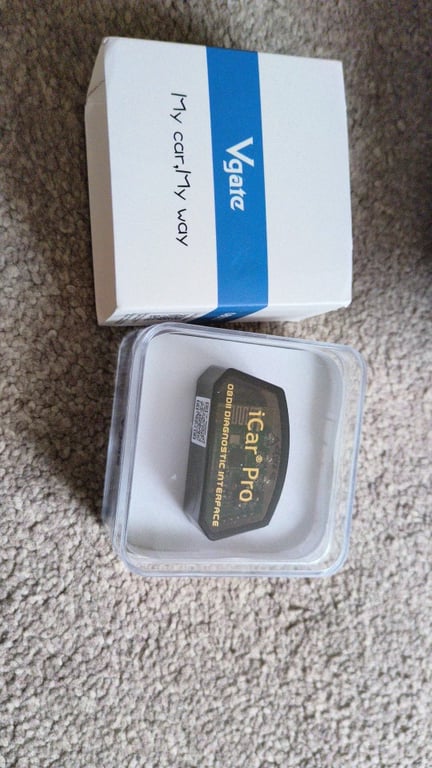 Vgate
My car,My way
iCar® Pro
OBDII DIAGNOSTIC INTERFACE